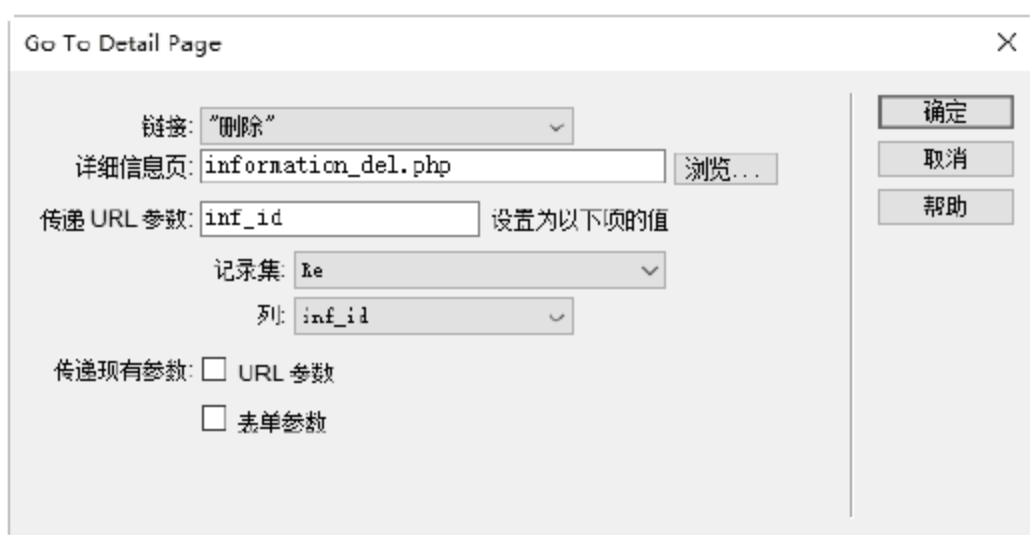 Go To Detail Page
链接: "删除"
确定
详细信息页: information_del.php 浏览...
取消
传递 URL 参数: inf_id 设置为以下项的值
帮助
记录集: Re
列: inf_id
传递现有参数: URL 参数
表单参数